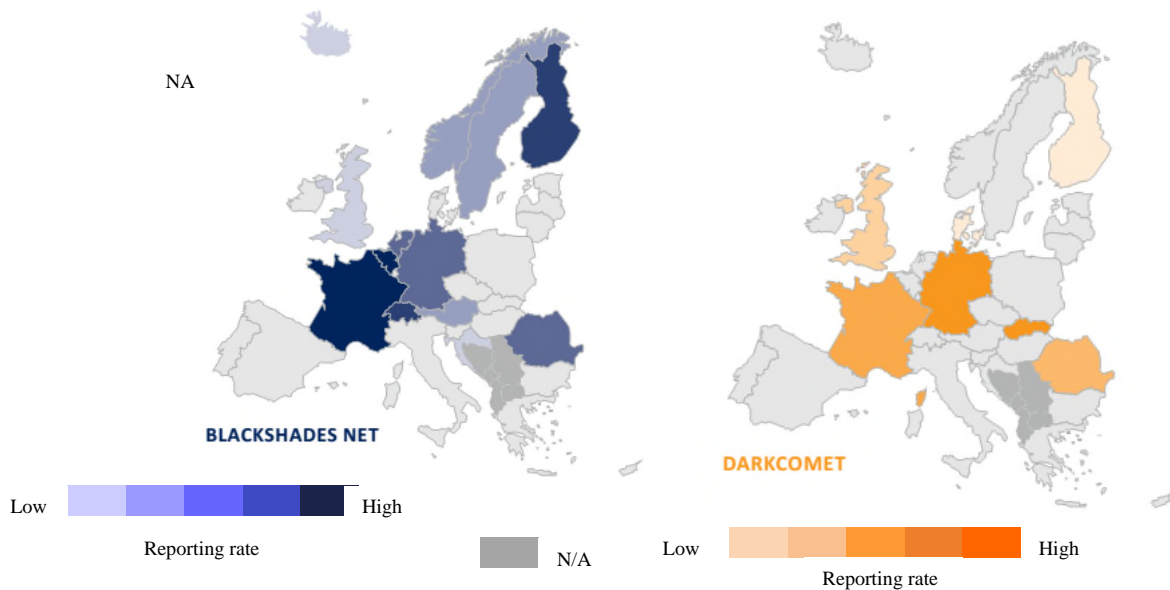 NA
BLACKSHADES NET
DARKCOMET
Low
High
Reporting rate
N/A
Low
High
Reporting rate